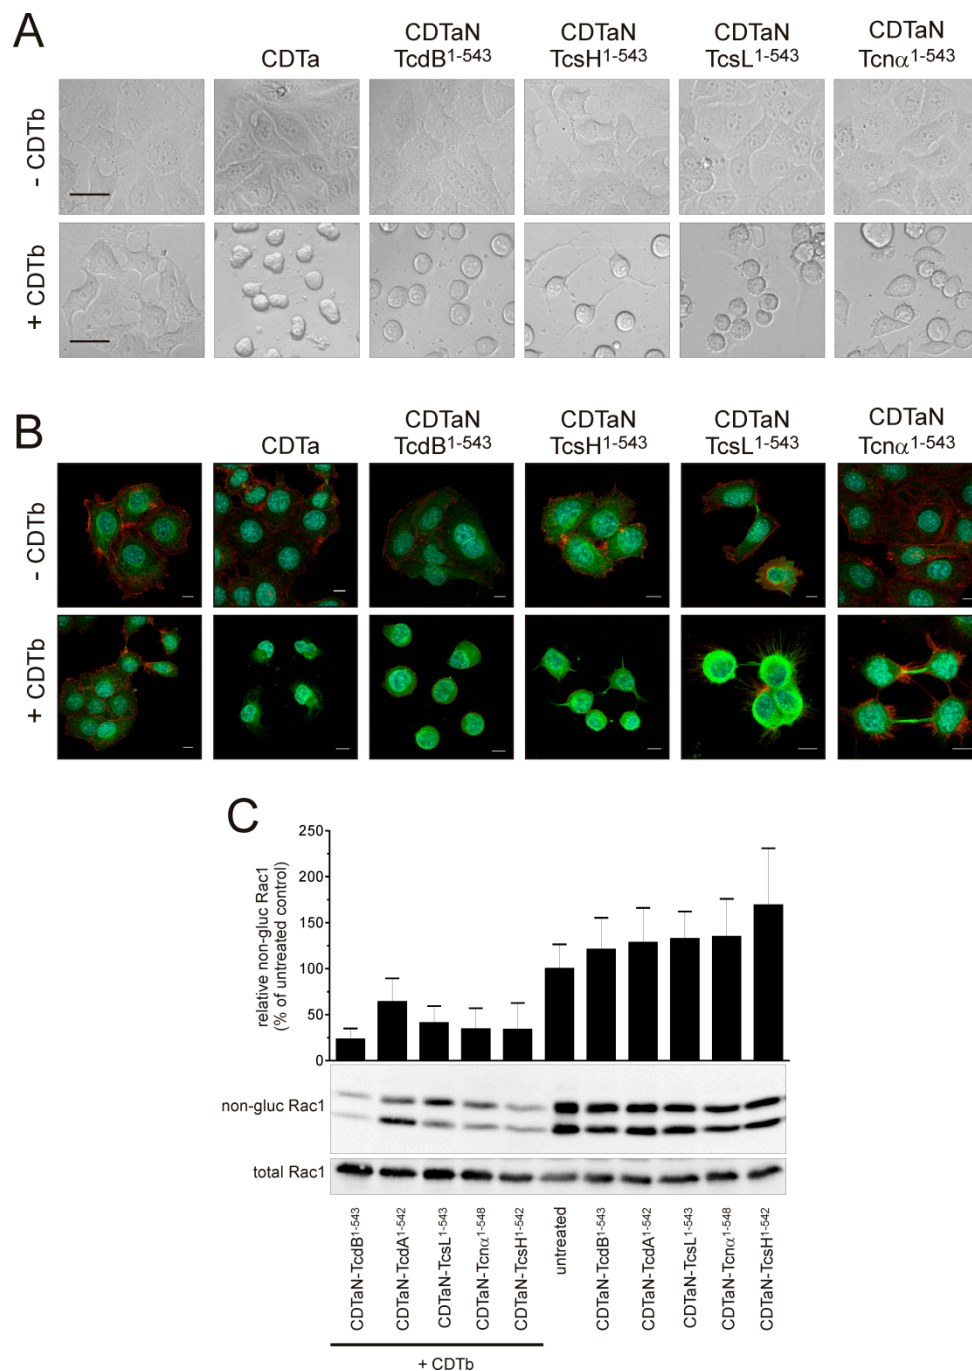 A
CDTa
CDTaN
TcdB1-543
CDTaN
TcsH1-543
CDTaN
TcsL1-543
CDTaN
Tcnα1-543
- CDTb
+ CDTb
B
CDTa
CDTaN
TcdB1-543
CDTaN
TcsH1-543
CDTaN
TcsL1-543
CDTaN
Tcnα1-543
- CDTb
+ CDTb
C
relative non-gluc Rac1
(% of untreated control)
250
200
150
100
50
0
non-gluc Rac1
total Rac1
CDTaN-TcdB1-543
CDTaN-TcdA1-542
CDTaN-TcsL1-543
CDTaN-Tcnα1-548
CDTaN-TcsH1-542
untreated
CDTaN-TcdB1-543
CDTaN-TcdA1-542
CDTaN-TcsL1-543
CDTaN-Tcnα1-548
CDTaN-TcsH1-542
+ CDTb